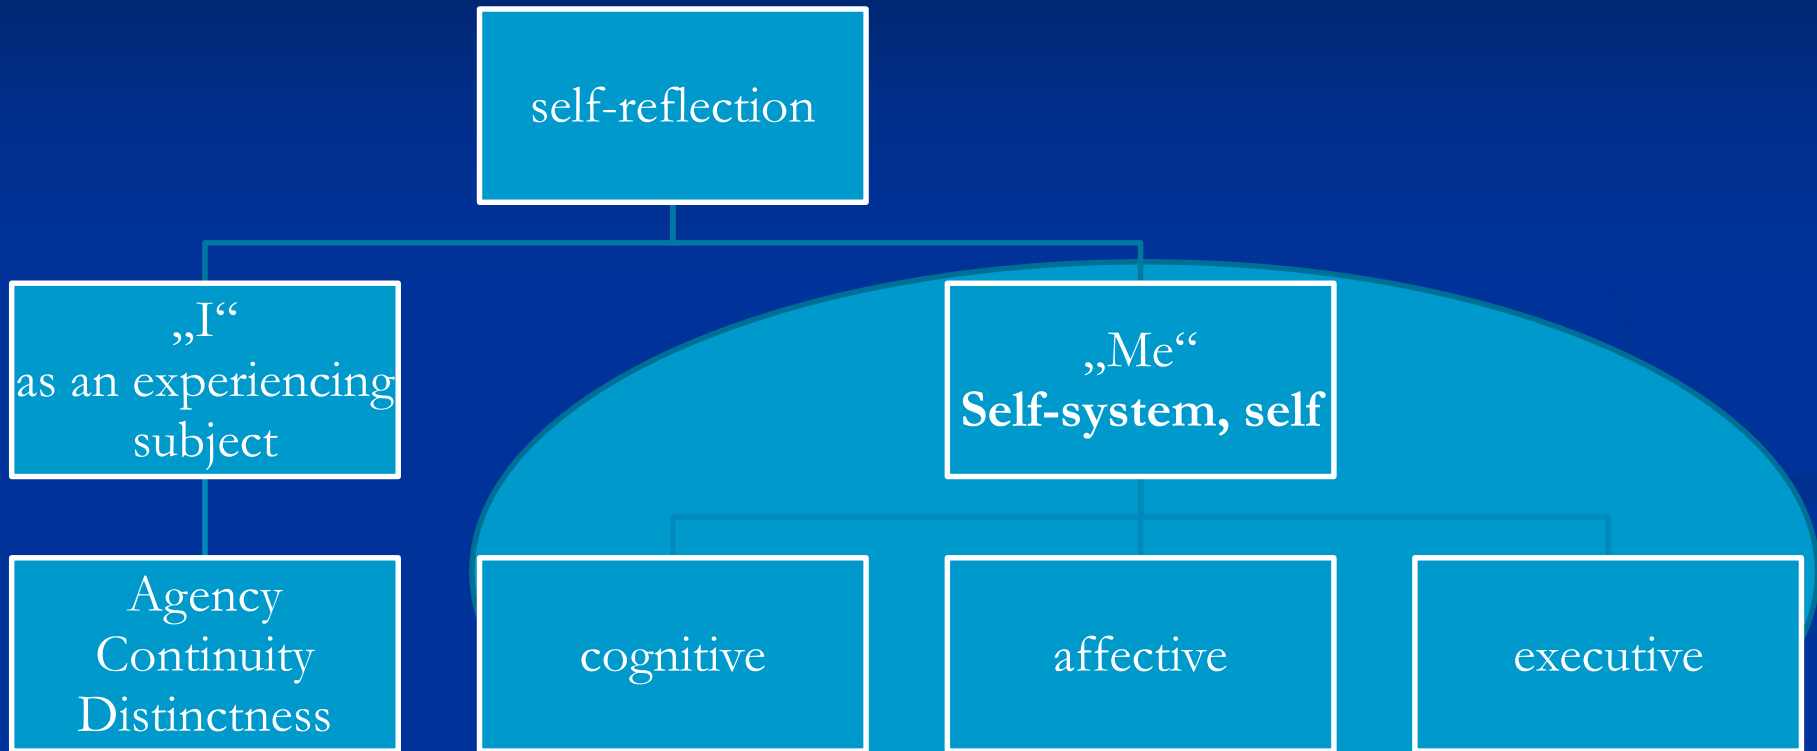 self-reflection
„I“
as an experiencing
subject
„Me“
Self-system, self
Agency
Continuity
Distinctness
cognitive
affective
executive